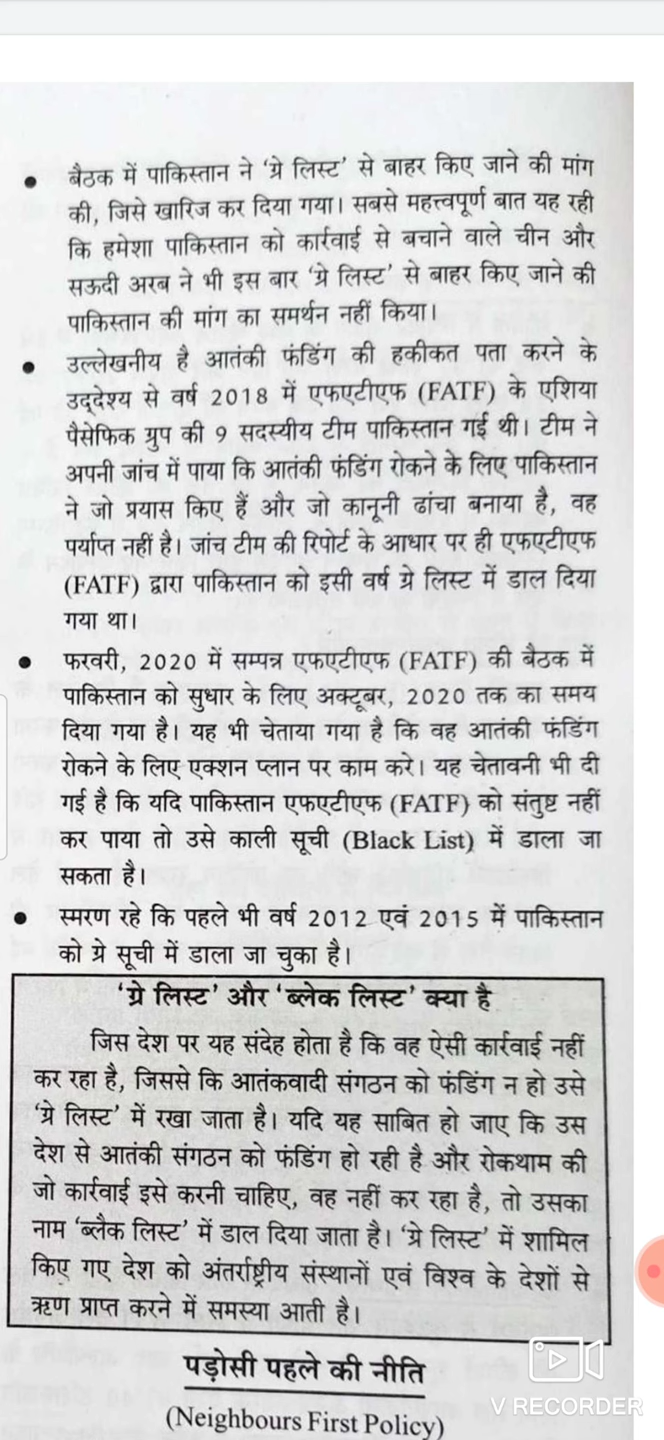 • बैठक में पाकिस्तान ने ‘ग्रे लिस्ट’ से बाहर किए जाने की मांग
की, जिसे खारिज कर दिया गया। सबसे महत्त्वपूर्ण बात यह रही
कि हमेशा पाकिस्तान को कार्रवाई से बचाने वाले चीन और
सऊदी अरब ने भी इस बार ‘ग्रे लिस्ट’ से बाहर किए जाने की
पाकिस्तान की मांग का समर्थन नहीं किया।
• उल्लेखनीय है आतंकी फंडिंग की हकीकत पता करने के
उद्देश्य से वर्ष 2018 में एफएटीएफ (FATF) के एशिया
पैसेफिक ग्रुप की 9 सदस्यीय टीम पाकिस्तान गई थी। टीम ने
अपनी जांच में पाया कि आतंकी फंडिंग रोकने के लिए पाकिस्तान
ने जो प्रयास किए हैं और जो कानूनी ढांचा बनाया है, वह
पर्याप्त नहीं है। जांच टीम की रिपोर्ट के आधार पर ही एफएटीएफ
(FATF) द्वारा पाकिस्तान को इसी वर्ष ग्रे लिस्ट में डाल दिया
गया था।
• फरवरी, 2020 में सम्पन्न एफएटीएफ (FATF) की बैठक में
पाकिस्तान को सुधार के लिए अक्टूबर, 2020 तक का समय
दिया गया है। यह भी चेताया गया है कि वह आतंकी फंडिंग
रोकने के लिए एक्शन प्लान पर काम करे। यह चेतावनी भी दी
गई है कि यदि पाकिस्तान एफएटीएफ (FATF) को संतुष्ट नहीं
कर पाया तो उसे काली सूची (Black List) में डाला जा
सकता है।
• स्मरण रहे कि पहले भी वर्ष 2012 एवं 2015 में पाकिस्तान
को ग्रे सूची में डाला जा चुका है।
‘ग्रे लिस्ट’ और ‘ब्लेक लिस्ट’ क्या है
जिस देश पर यह संदेह होता है कि वह ऐसी कार्रवाई नहीं
कर रहा है, जिससे कि आतंकवादी संगठन को फंडिंग न हो उसे
‘ग्रे लिस्ट’ में रखा जाता है। यदि यह साबित हो जाए कि उस
देश से आतंकी संगठन को फंडिंग हो रही है और रोकथाम की
जो कार्रवाई इसे करनी चाहिए, वह नहीं कर रहा है, तो उसका
नाम ‘ब्लैक लिस्ट’ में डाल दिया जाता है। ‘ग्रे लिस्ट’ में शामिल
किए गए देश को अंतर्राष्ट्रीय संस्थानों एवं विश्व के देशों से
ऋण प्राप्त करने में समस्या आती है।
पड़ोसी पहले की नीति
(Neighbours First Policy)
V RECORDER